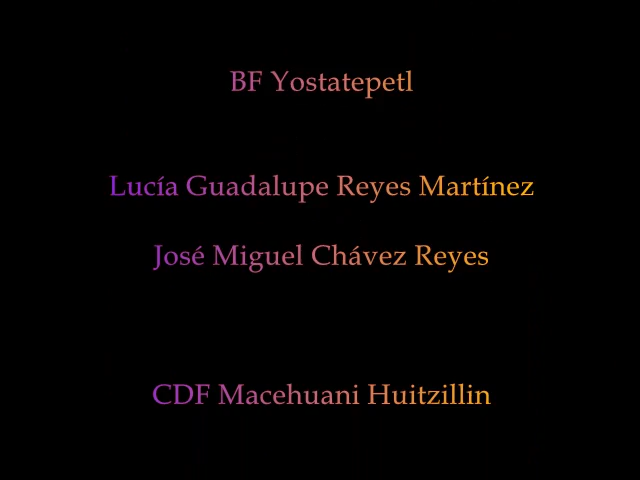 BF Yostatepetl
Lucía Guadalupe Reyes Martínez
José Miguel Chávez Reyes
CDF Macehuani Huitzillin